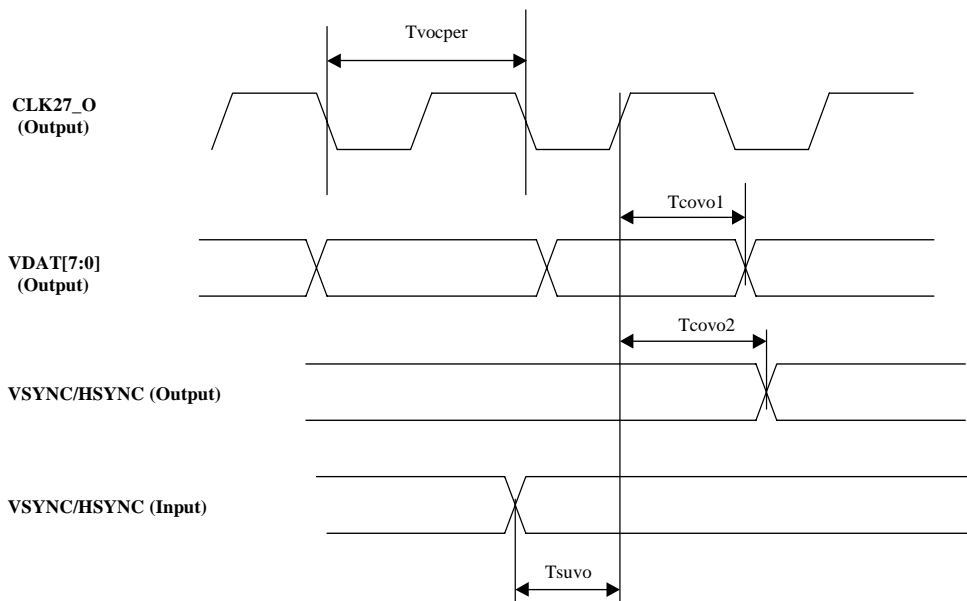 Tvocper
CLK27_O
(Output)
Tcovo1
VDAT[7:0]
(Output)
Tcovo2
VSYNC/HSYNC (Output)
VSYNC/HSYNC (Input)
Tsuvo